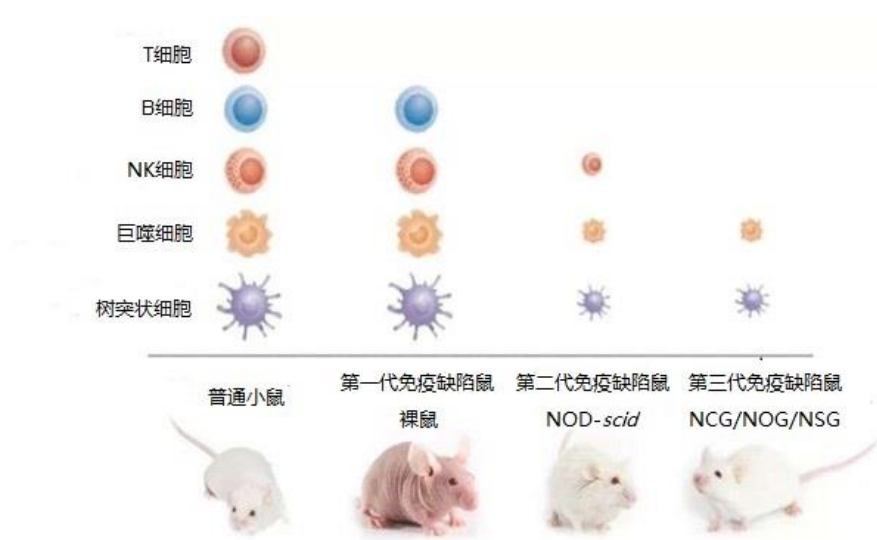 T细胞
B细胞
NK细胞
巨噬细胞
树突状细胞
普通小鼠
第一代免疫缺陷鼠
裸鼠
第二代免疫缺陷鼠
NOD-scid
第三代免疫缺陷鼠
NCG/NOG/NSG